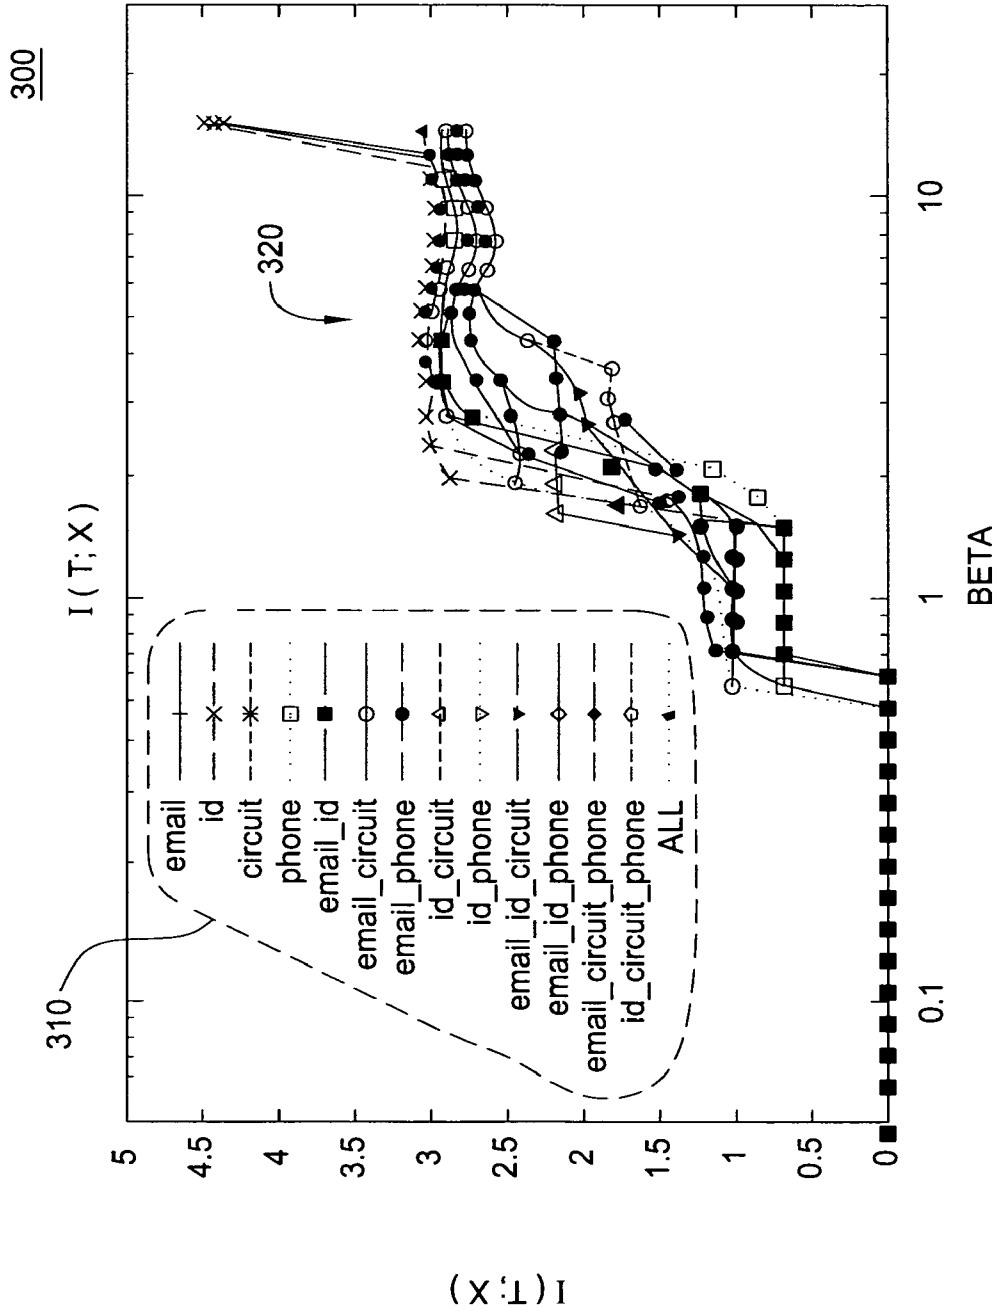 300
I ( T; X )
320
310
email
id
circuit
phone
email_id
email_circuit
email_phone
id_circuit
id_phone
email_id_circuit
email_id_phone
email_circuit_phone
id_circuit_phone
ALL
5
4.5
4
3.5
3
2.5
2
1.5
1
0.5
0
I ( T; X )
0.1
1
10
BETA